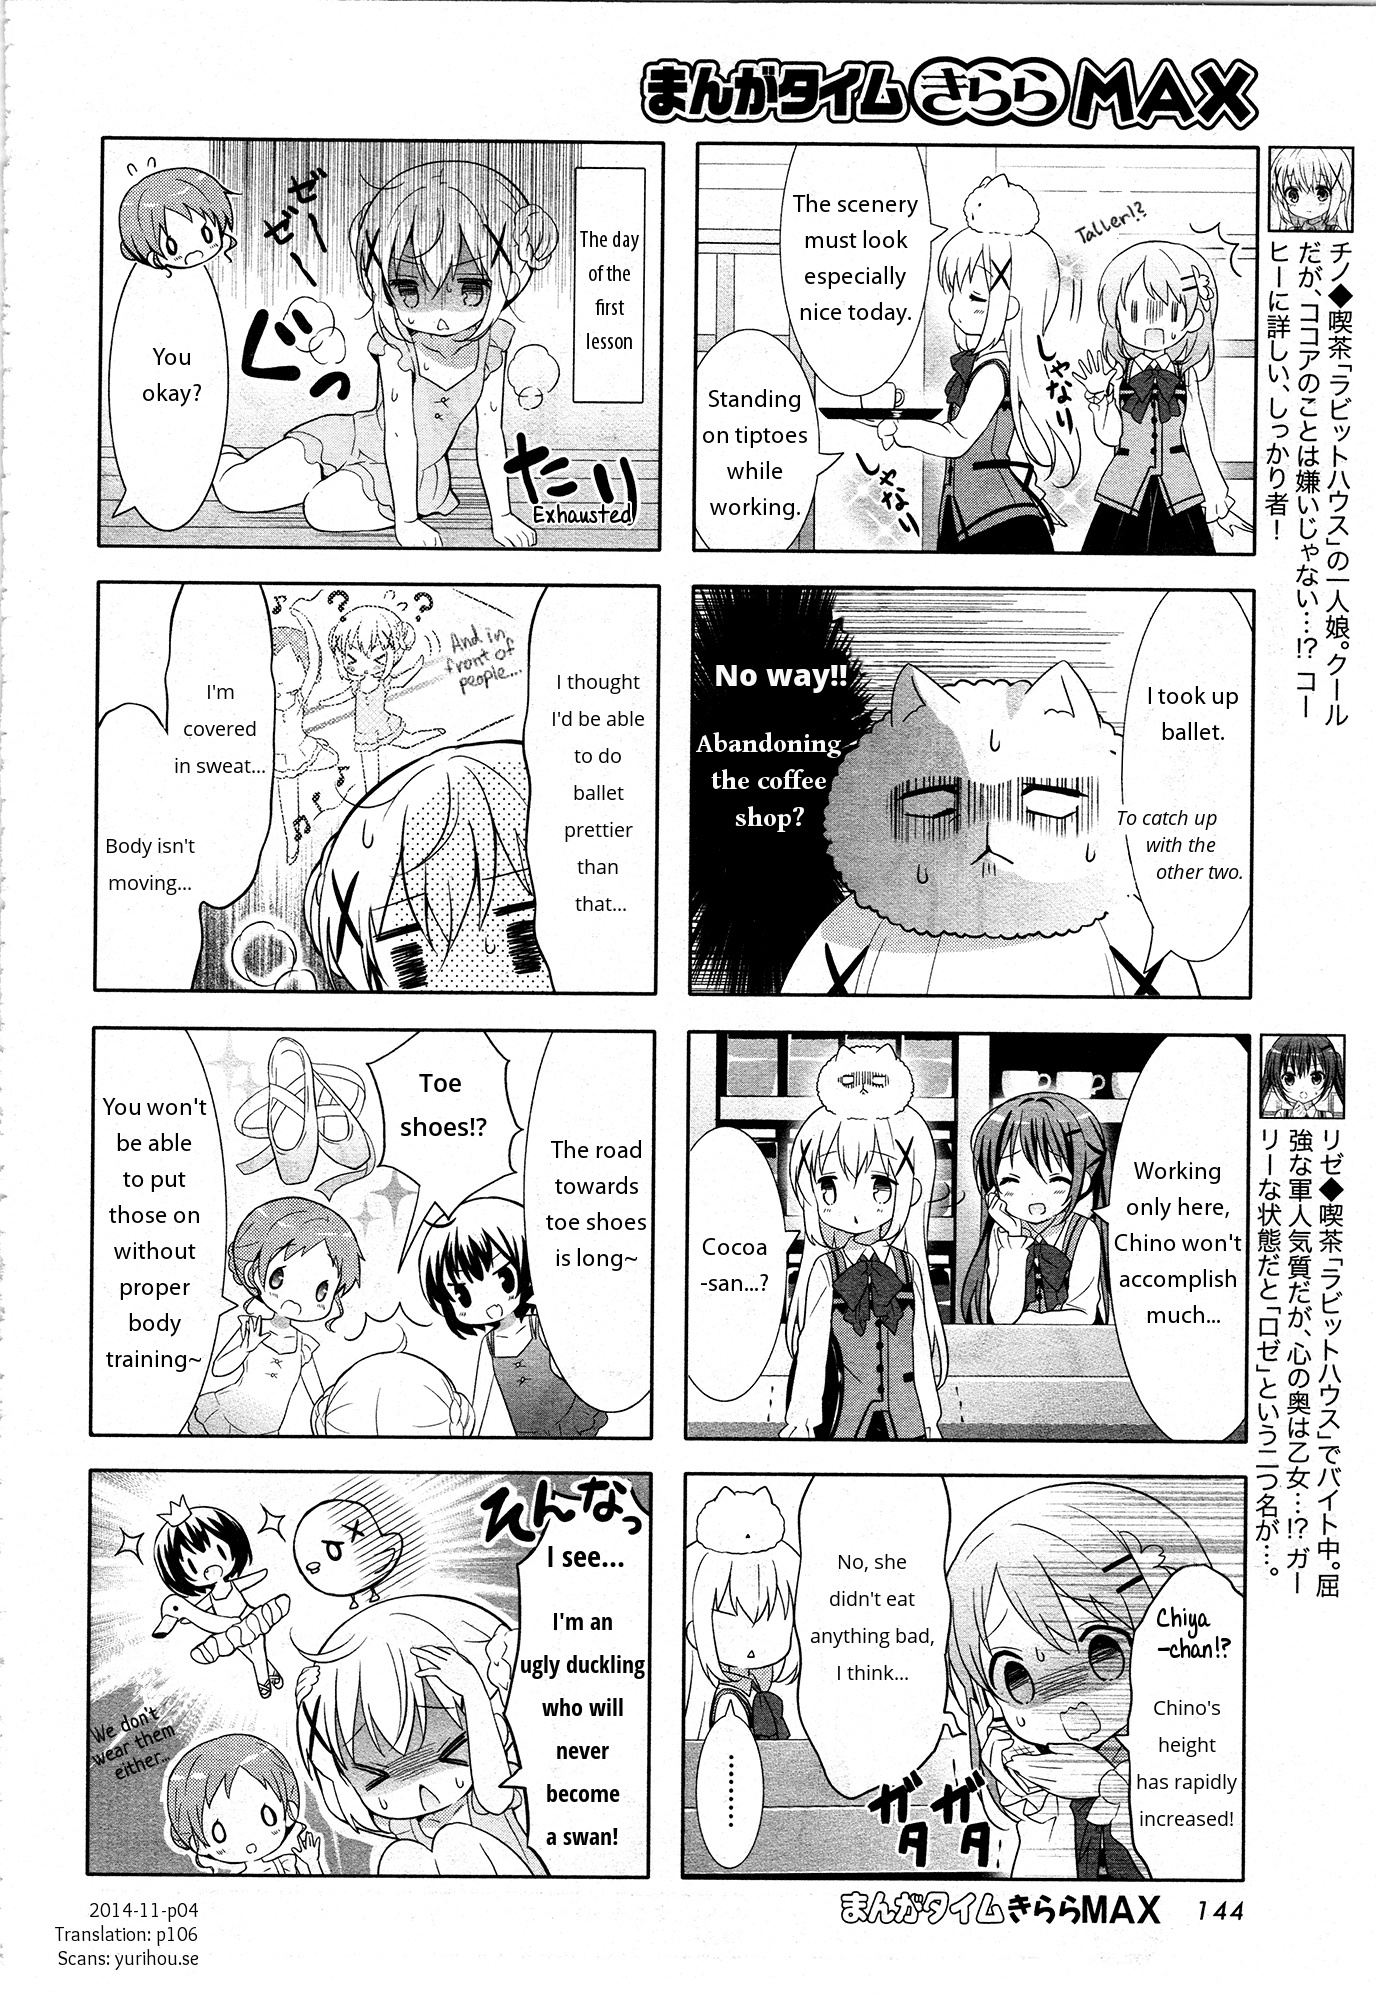 まんがタイムきららMAX
The scenery
must look
especially
nice today.
Taller!?
しゃなり
しゃなり
Standing
on tiptoes
while
working.
I took up
ballet.
To catch up
with the
other two.
No way!!
Abandoning
the coffee
shop?
Working
only here,
Chino won't
accomplish
much...
Cocoa
-san...?
Chiya
-chan!?
Chino's
height
has rapidly
increased!
No, she
didn't eat
anything bad,
I think...
ガタ
ガタ
.........
The day
of the
first
lesson
ゼー
ゼー
ぐっ
たり
Exhausted
You
okay?
I thought
I'd be able
to do
ballet
prettier
than
that...
And in
front of
people...
I'm
covered
in sweat...
Body isn't
moving...
The road
towards
toe shoes
is long~
Toe
shoes!?
You won't
be able
to put
those on
without
proper
body
training~
そんなっ
I see...
I'm an
ugly duckling
who will
never
become
a swan!
We don't
wear them
either...
チノ◆喫茶「ラビットハウス」の一人娘。クール
だが、ココアのことは嫌いじゃない…!? コー
ヒーに詳しい、しっかり者！
リゼ◆喫茶「ラビットハウス」でバイト中。屈
強な軍人気質だが、心の奥は乙女…!? ガー
リーな状態だと「ロゼ」という二つ名が…。
まんがタイムきららMAX 144
2014-11-p04
Translation: p106
Scans: yurihou.se